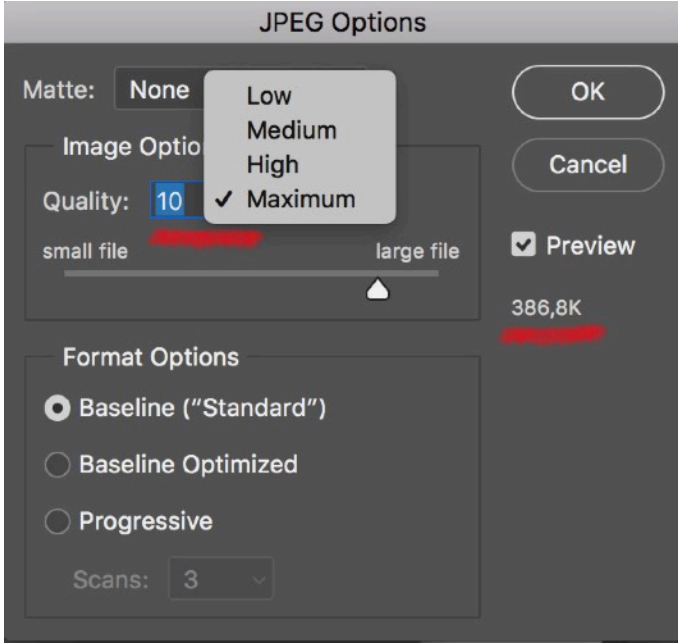 JPEG Options
Matte: None
Low
Medium
High
✓ Maximum
OK
Image Optio
Cancel
Quality: 10
small file large file
Preview
386,8K
Format Options
Baseline (“Standard”)
Baseline Optimized
Progressive
Scans: 3